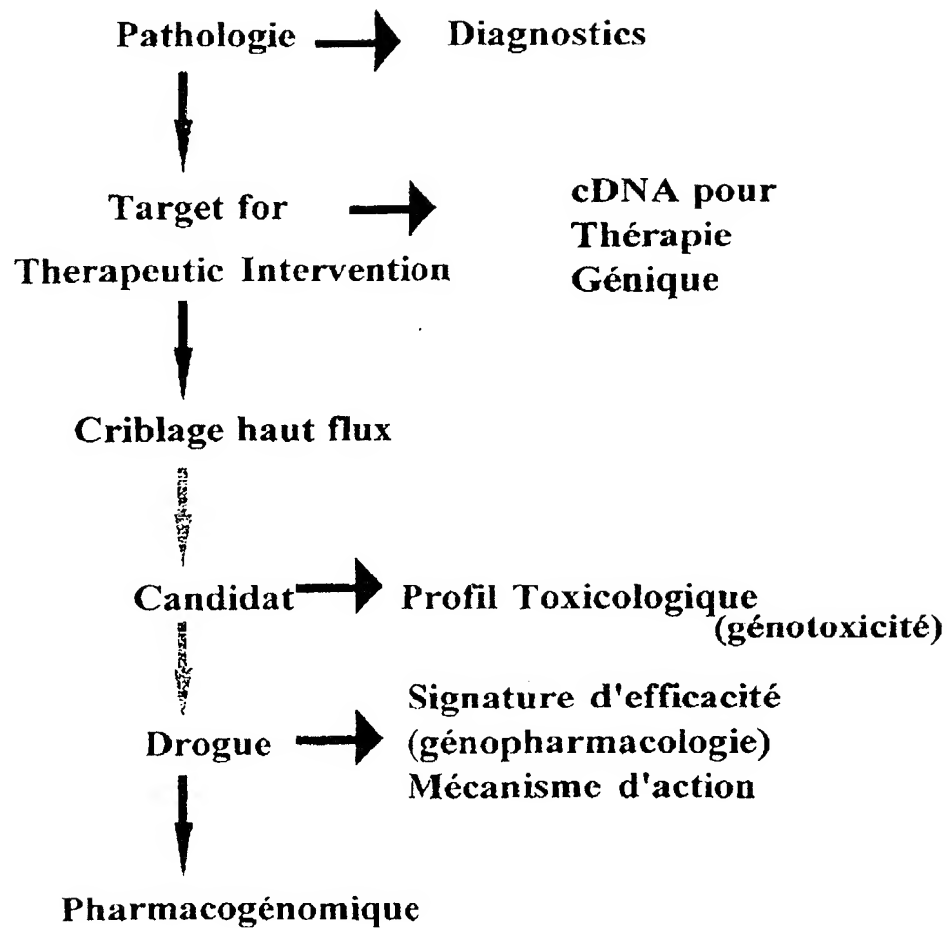 Pathologie
Diagnostics
Target for
Therapeutic Intervention
cDNA pour
Thérapie
Génique
Criblage haut flux
Candidat
Profil Toxicologique
(génotoxicité)
Drogue
Signature d'efficacité
(génopharmacologie)
Mécanisme d'action
Pharmacogénomique